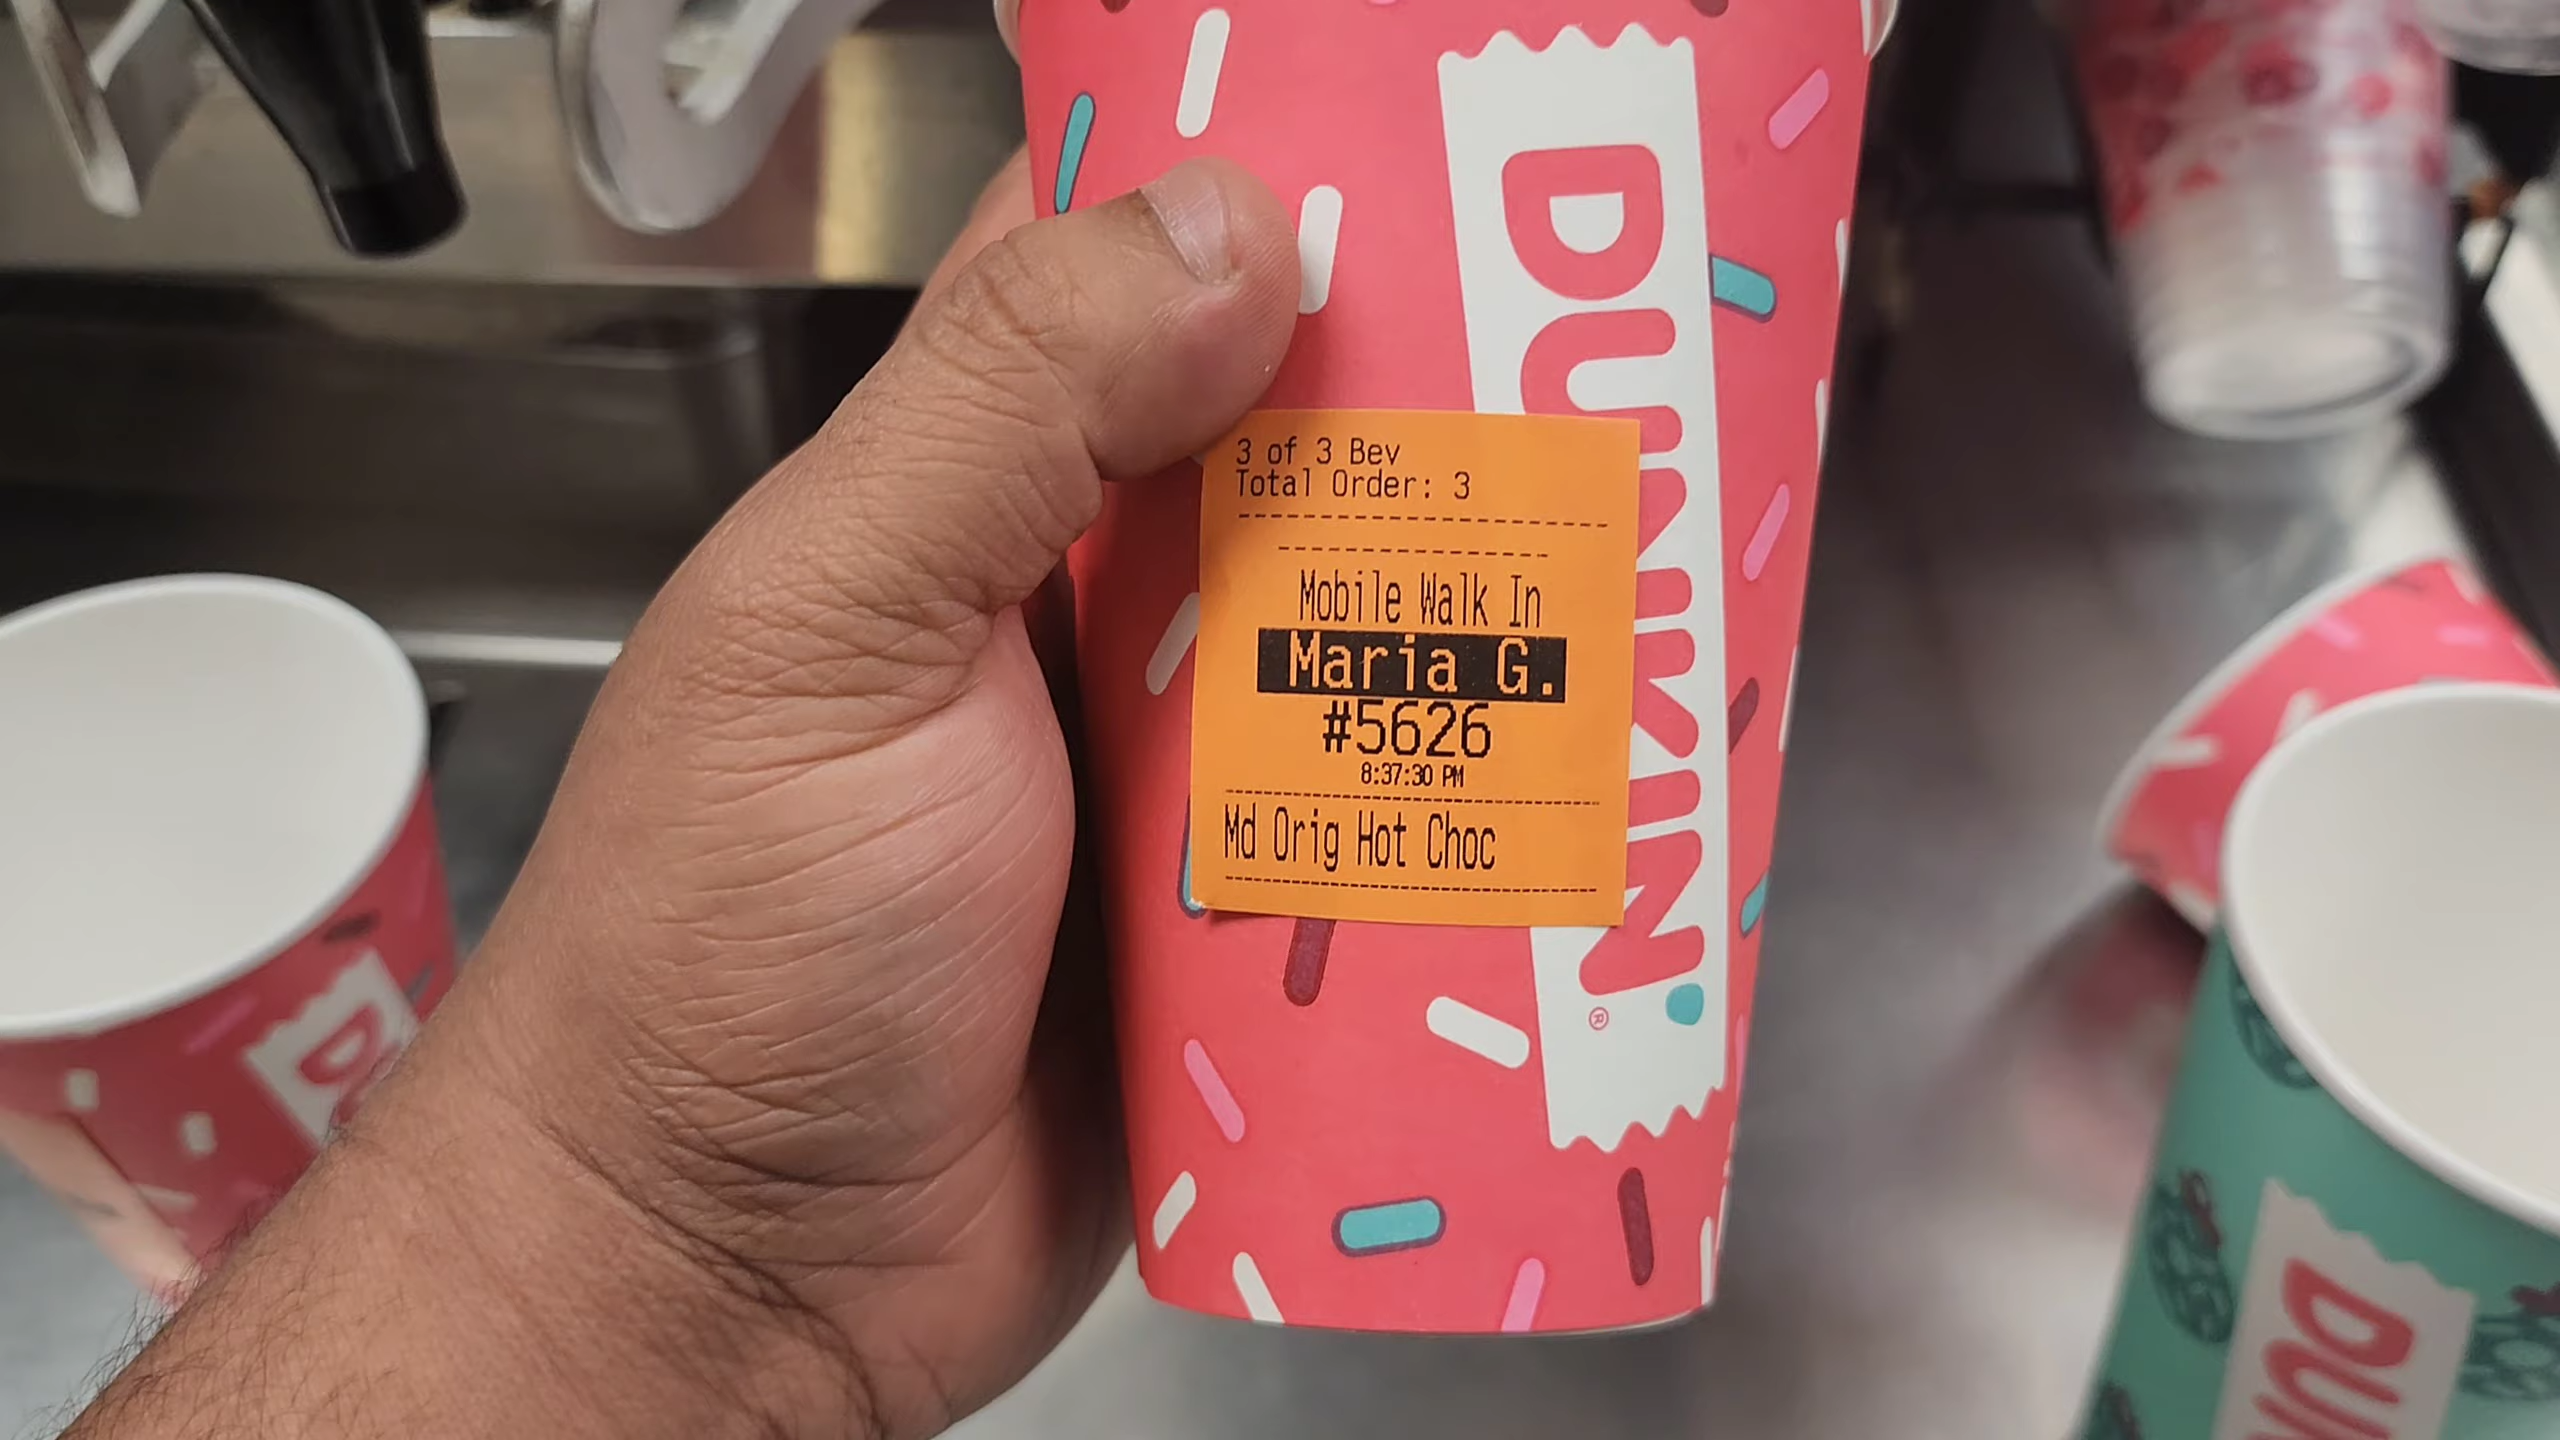 DUNKIN'
®
3 of 3 Bev
Total Order: 3
Mobile Walk In
Maria G.
#5626
8:37:30 PM
Md Orig Hot Choc
D
DUN